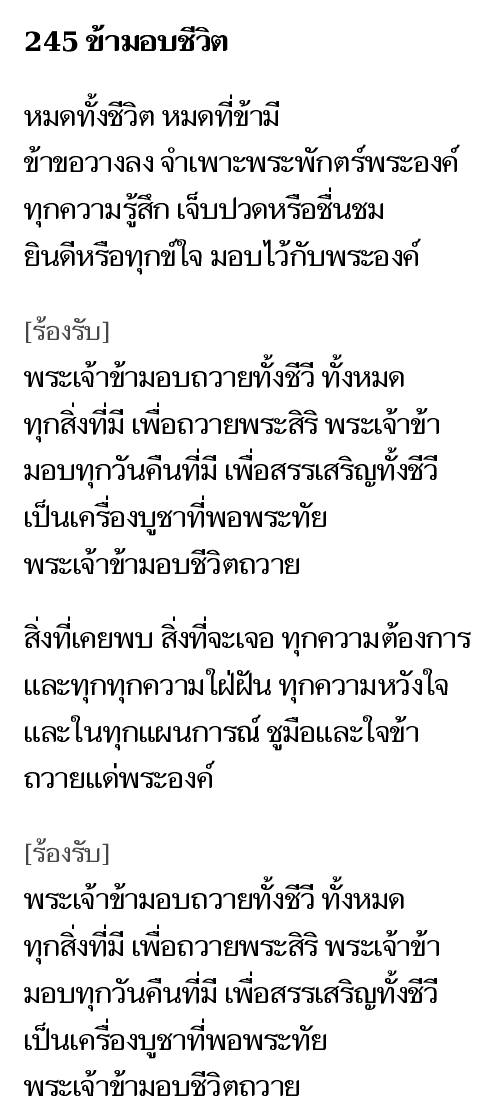 245 ข้ามอบชีวิต
หมดทั้งชีวิต หมดที่ข้ามี
ข้าขอวางลง จำเพาะพระพักตร์พระองค์
ทุกความรู้สึก เจ็บปวดหรือชื่นชม
ยินดีหรือทุกข์ใจ มอบไว้กับพระองค์
[ร้องรับ]
พระเจ้าข้ามอบถวายทั้งชีวี ทั้งหมด
ทุกสิ่งที่มี เพื่อถวายพระสิริ พระเจ้าข้า
มอบทุกวันคืนที่มี เพื่อสรรเสริญทั้งชีวี
เป็นเครื่องบูชาที่พอพระทัย
พระเจ้าข้ามอบชีวิตถวาย
สิ่งที่เคยพบ สิ่งที่จะเจอ ทุกความต้องการ
และทุกทุกความใฝ่ฝัน ทุกความหวังใจ
และในทุกแผนการณ์ ชูมือและใจข้า
ถวายแด่พระองค์
[ร้องรับ]
พระเจ้าข้ามอบถวายทั้งชีวี ทั้งหมด
ทุกสิ่งที่มี เพื่อถวายพระสิริ พระเจ้าข้า
มอบทุกวันคืนที่มี เพื่อสรรเสริญทั้งชีวี
เป็นเครื่องบูชาที่พอพระทัย
พระเจ้าข้ามอบชีวิตถวาย